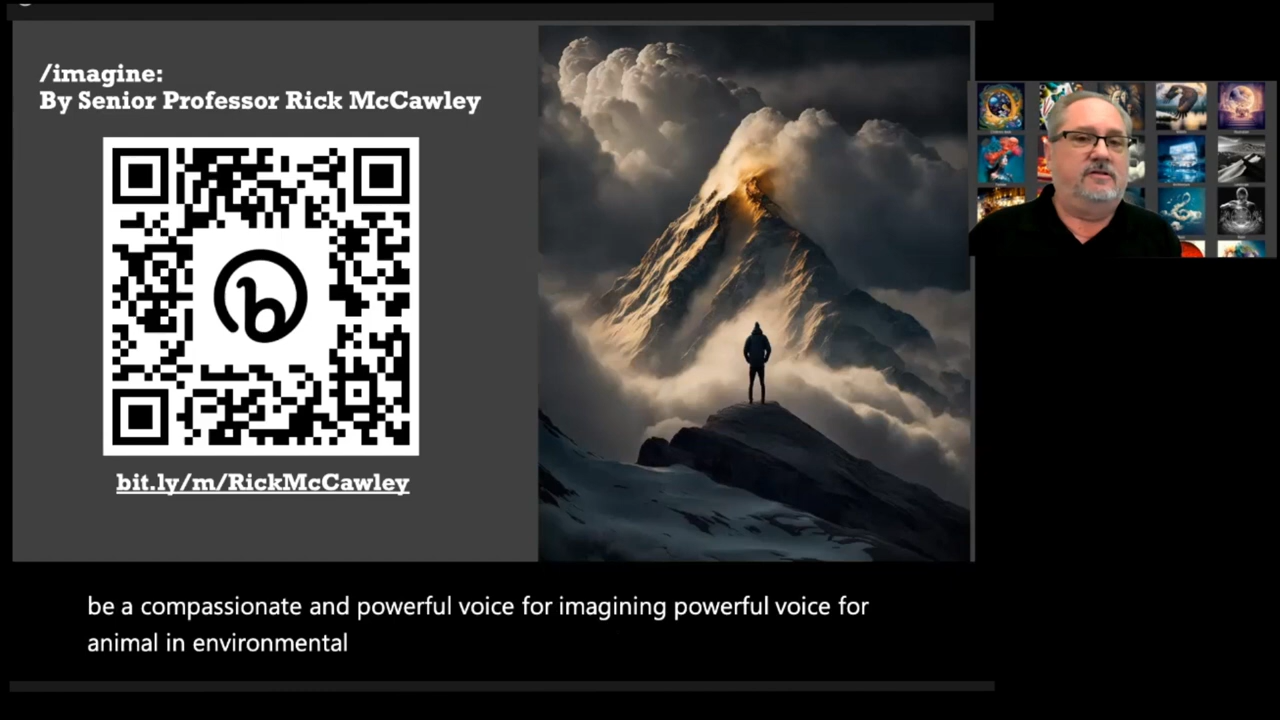 /imagine:
By Senior Professor Rick McCawley
b
bit.ly/m/RickMcCawley
be a compassionate and powerful voice for imagining powerful voice for
animal in environmental